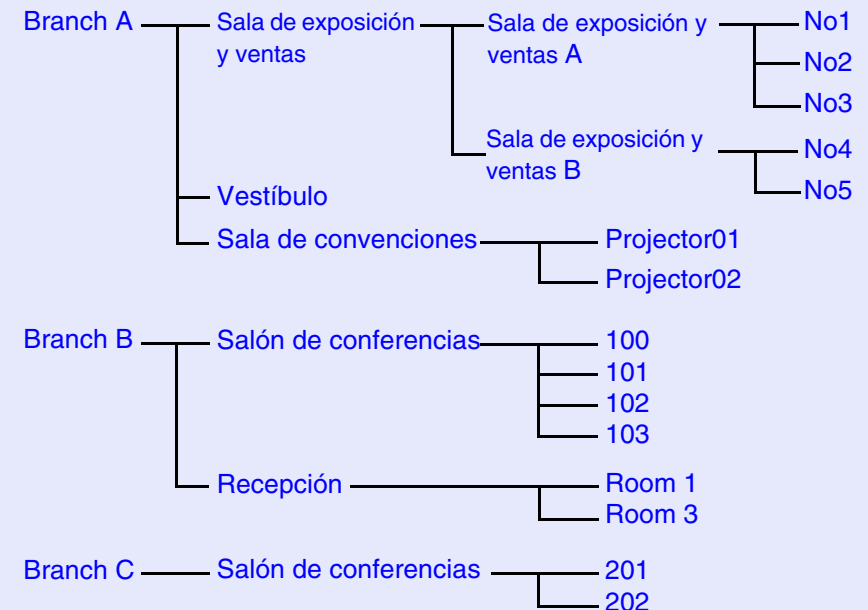 Branch A
Sala de exposición
y ventas
Sala de exposición y
ventas A
No1
No2
No3
Sala de exposición y
ventas B
No4
No5
Vestíbulo
Sala de convenciones
Projector01
Projector02
Branch B
Salón de conferencias
100
101
102
103
Recepción
Room 1
Room 3
Branch C
Salón de conferencias
201
202